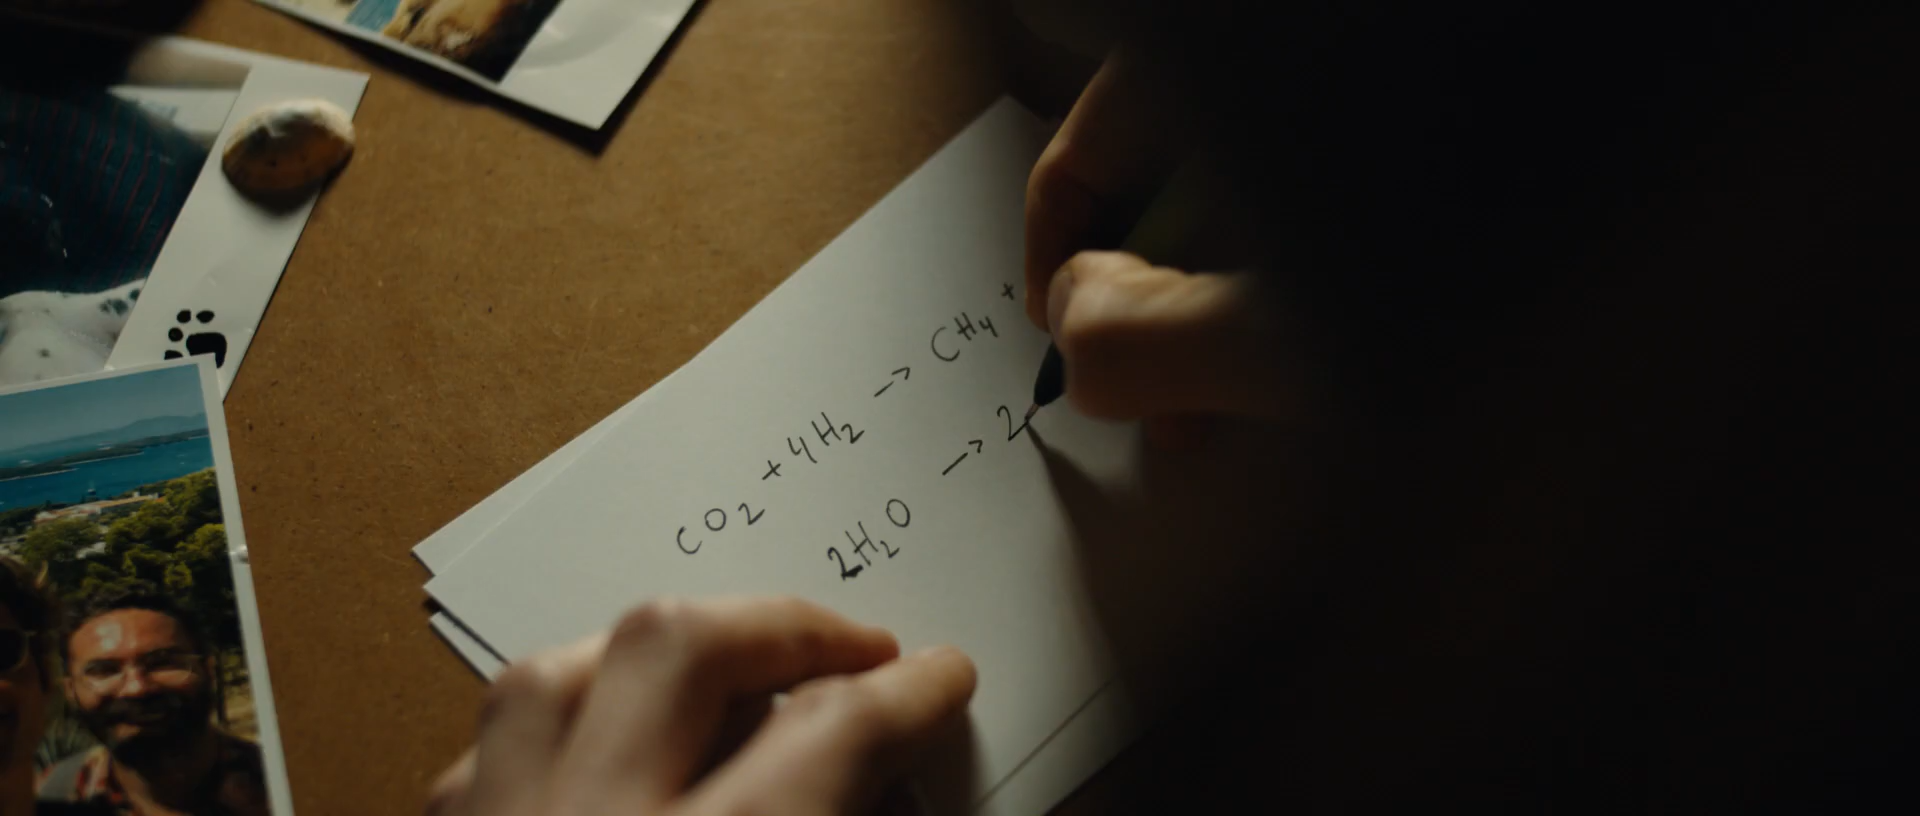 CO₂ + 4H₂ → CH₄ +
2H₂O → 2